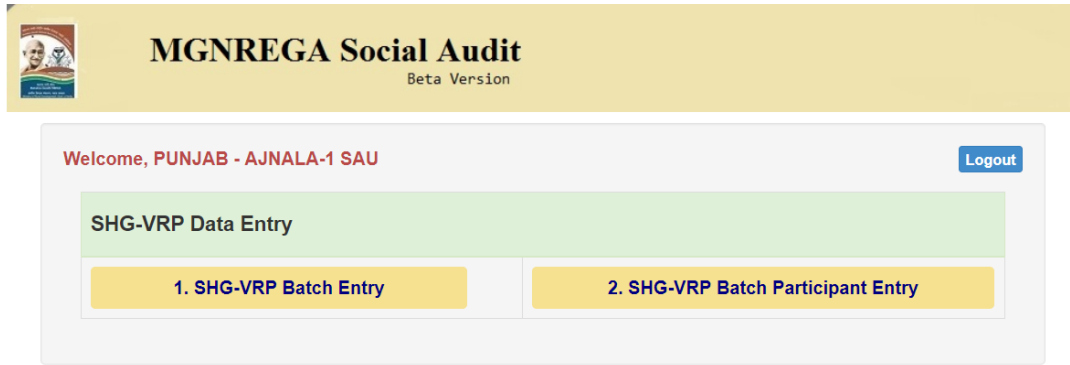 MGNREGA Social Audit
Beta Version
Welcome, PUNJAB - AJNALA-1 SAU
Logout
SHG-VRP Data Entry
1. SHG-VRP Batch Entry
2. SHG-VRP Batch Participant Entry